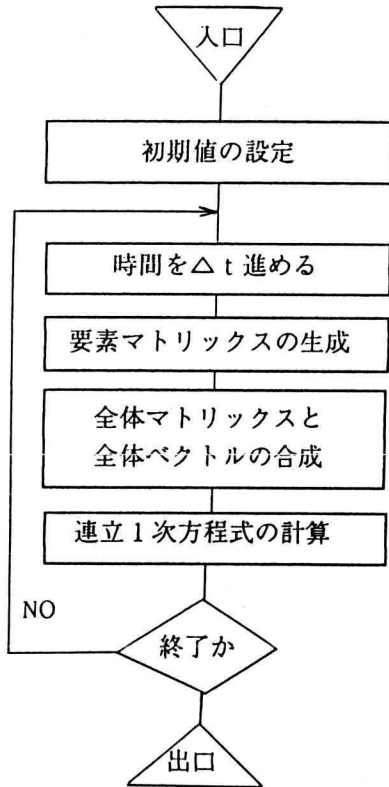 入口
初期値の設定
時間を△ｔ進める
要素マトリックスの生成
全体マトリックスと
全体ベクトルの合成
連立１次方程式の計算
NO
終了か
出口